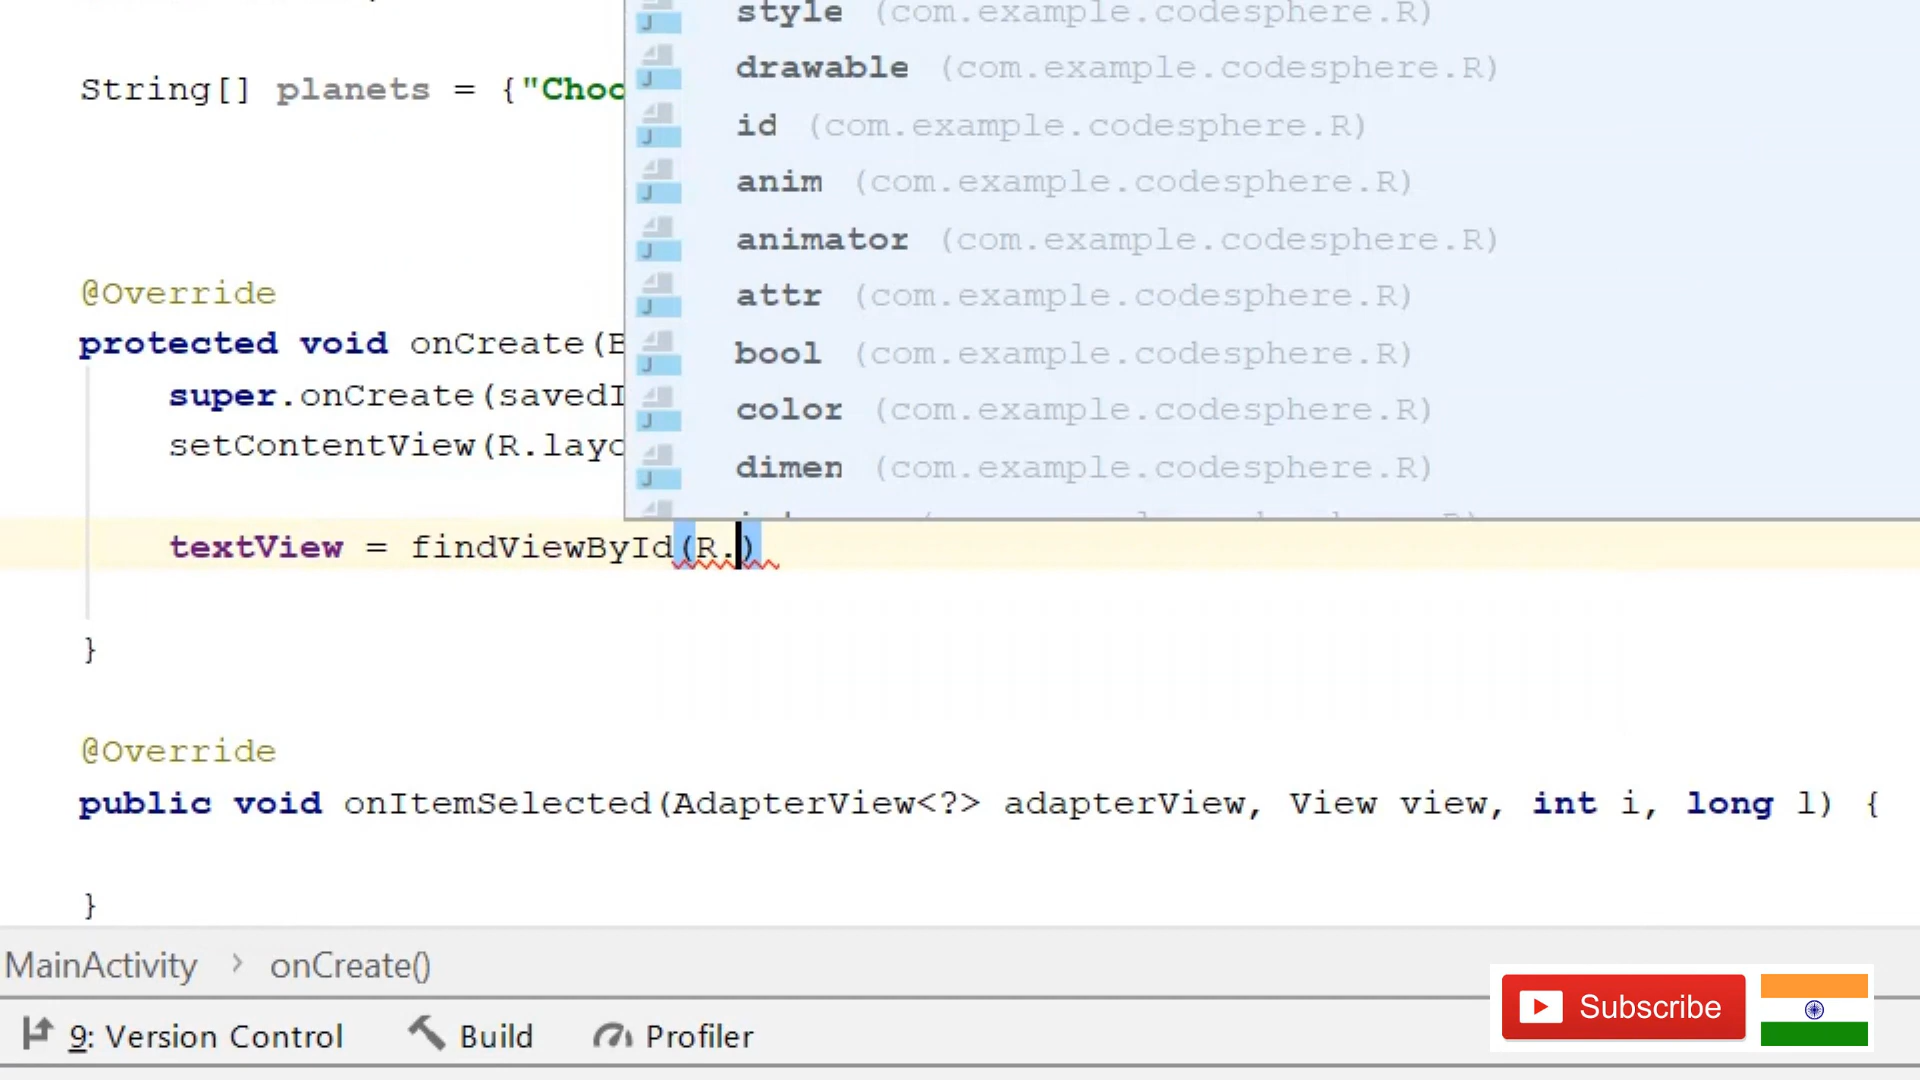 style (com.example.codesphere.R)
drawable (com.example.codesphere.R)
String[] planets = {"Choo
id (com.example.codesphere.R)
anim (com.example.codesphere.R)
animator (com.example.codesphere.R)
@Override
attr (com.example.codesphere.R)
protected void onCreate(B
bool (com.example.codesphere.R)
super.onCreate(savedI
color (com.example.codesphere.R)
setContentView(R.layo
dimen (com.example.codesphere.R)
textView = findViewById(R.)
}
@Override
public void onItemSelected(AdapterView<?> adapterView, View view, int i, long l) {
}
MainActivity > onCreate()
Subscribe
9: Version Control Build Profiler